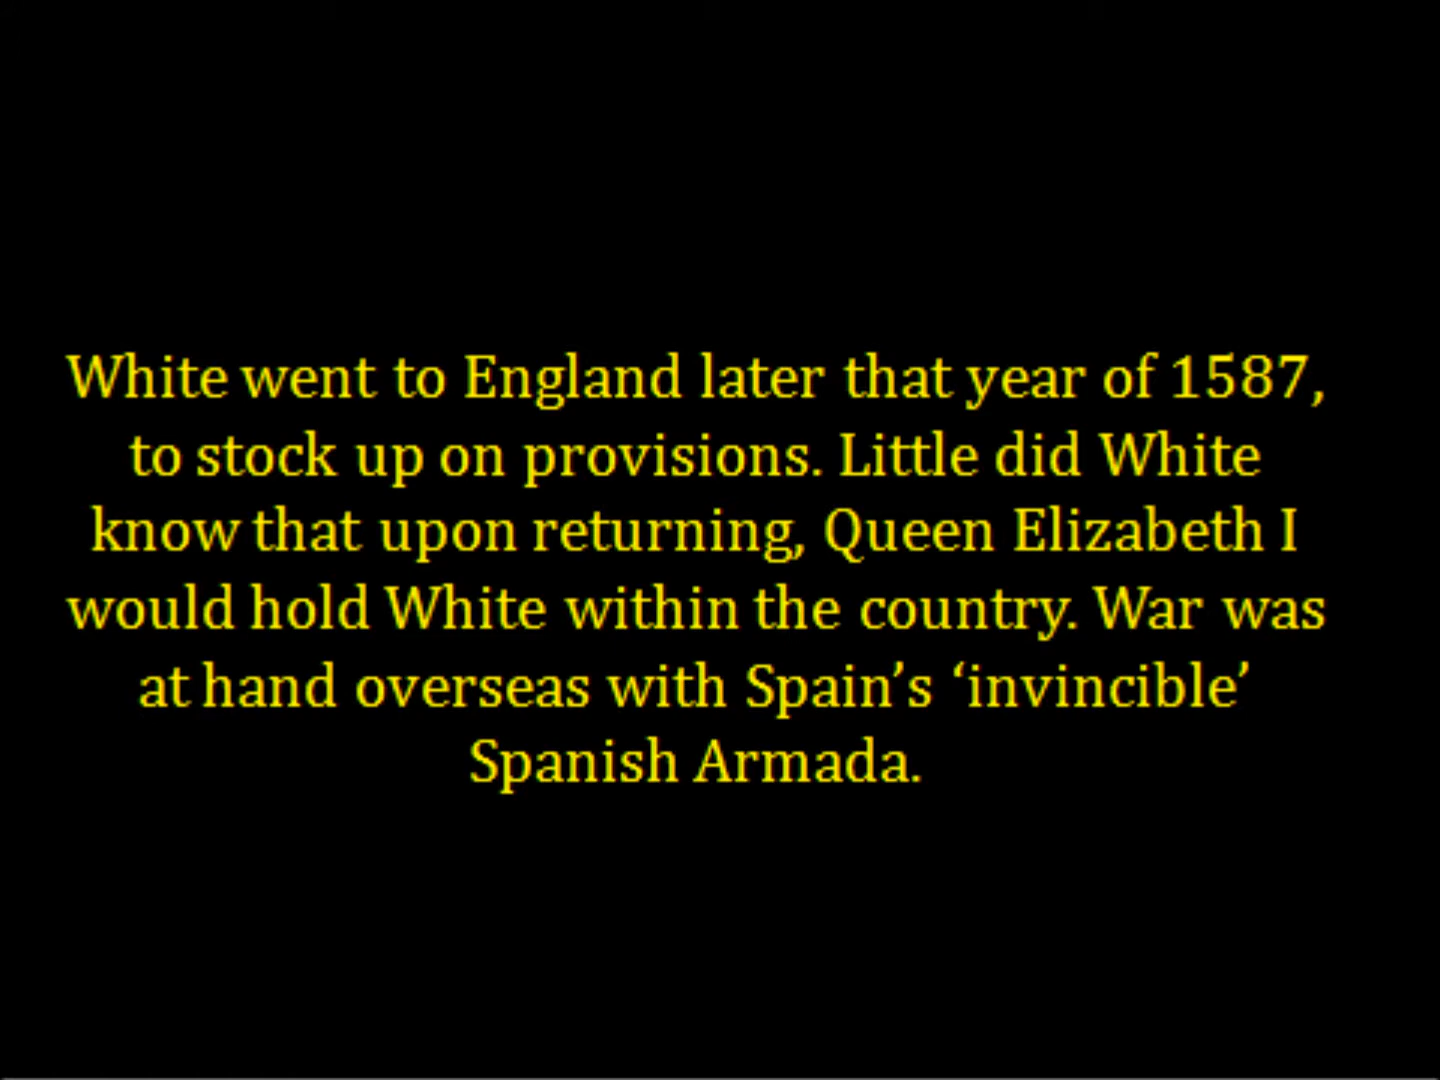 White went to England later that year of 1587,
to stock up on provisions. Little did White
know that upon returning, Queen Elizabeth I
would hold White within the country. War was
at hand overseas with Spain’s ‘invincible’
Spanish Armada.